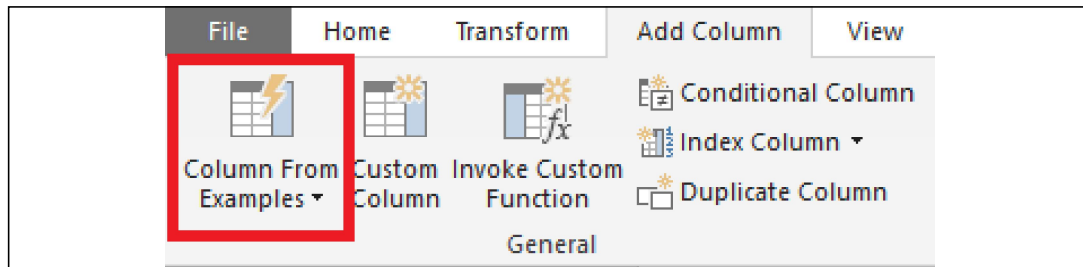 File Home Transform Add Column View
Column From Examples
Custom Column
Invoke Custom Function
fx
Conditional Column
Index Column
Duplicate Column
General